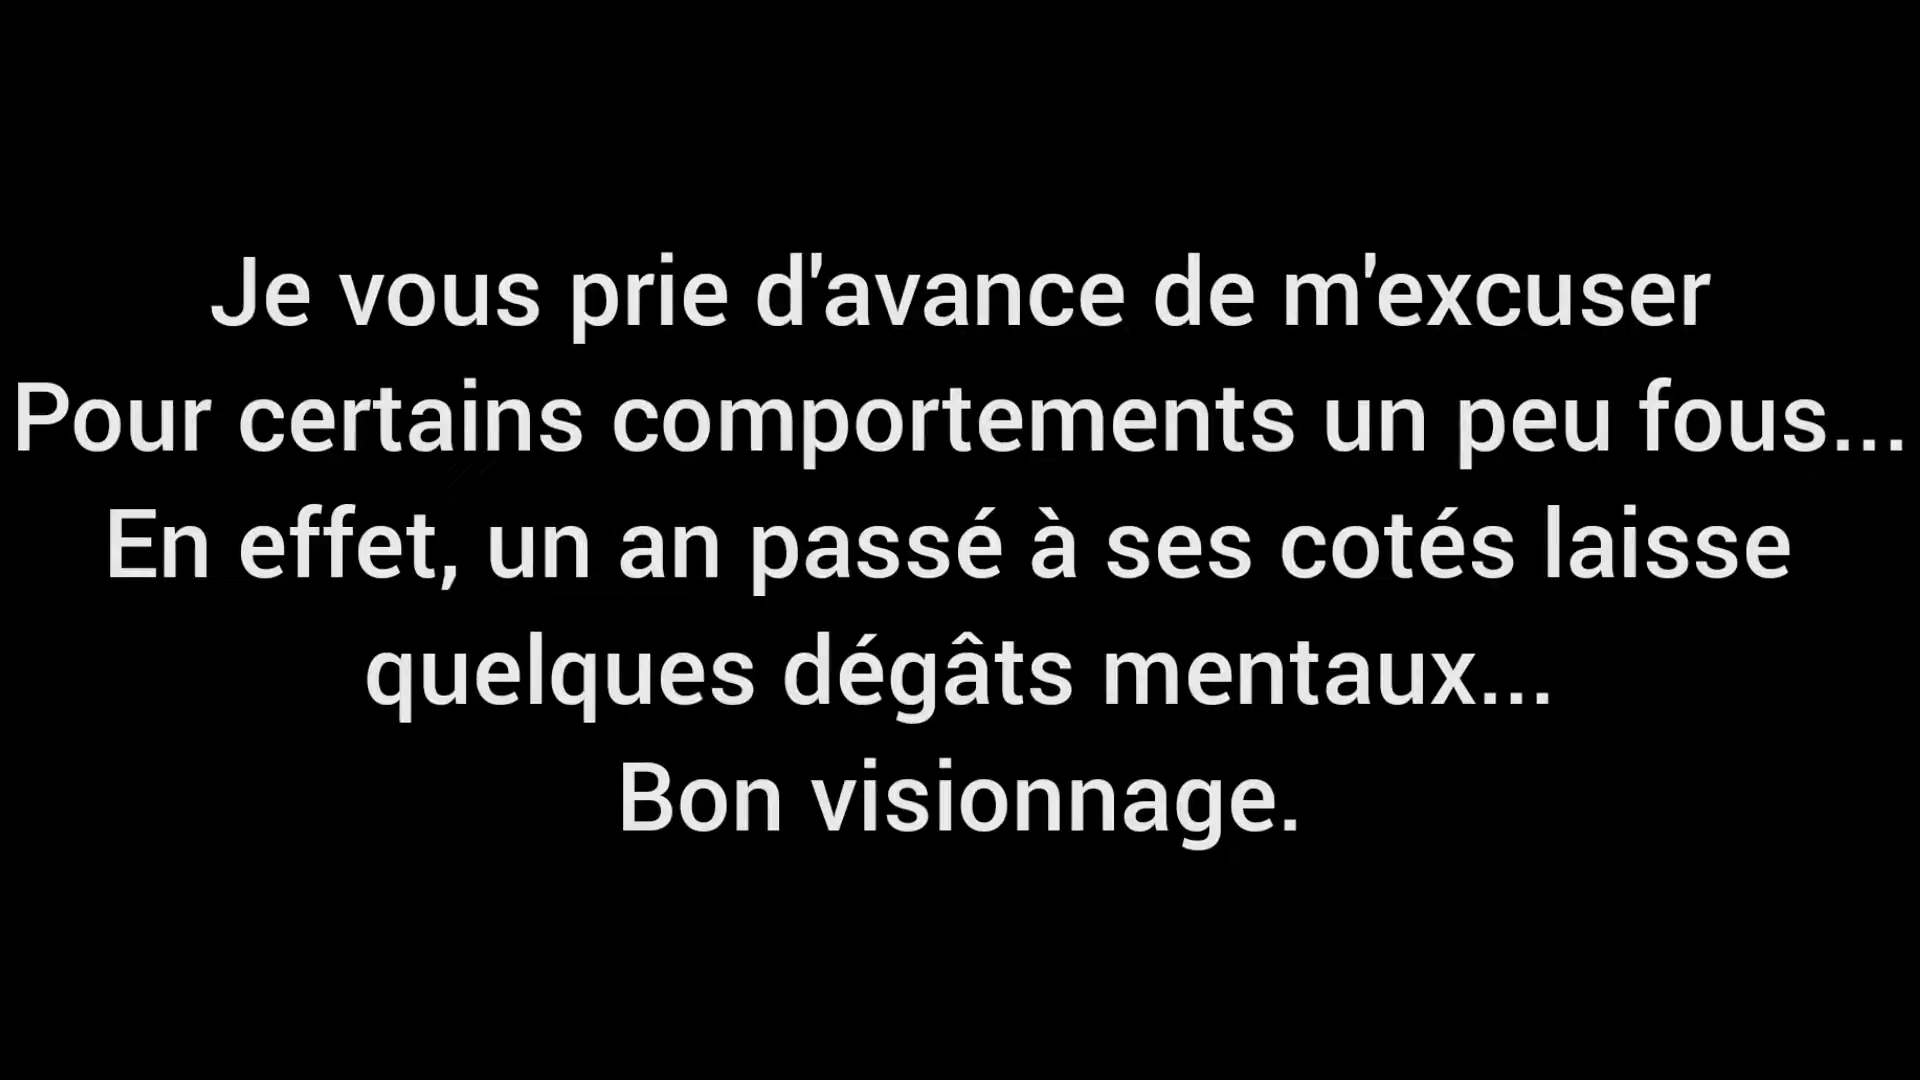 Je vous prie d'avance de m'excuser
Pour certains comportements un peu fous...
En effet, un an passé à ses cotés laisse
quelques dégâts mentaux...
Bon visionnage.